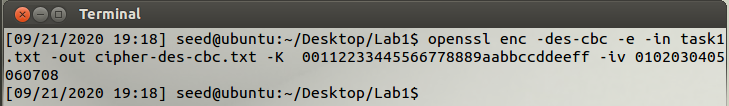 Terminal
[09/21/2020 19:18] seed@ubuntu:~/Desktop/Lab1$ openssl enc -des-cbc -e -in task1
.txt -out cipher-des-cbc.txt -K  00112233445566778889aabbccddeeff -iv 0102030405
060708
[09/21/2020 19:18] seed@ubuntu:~/Desktop/Lab1$